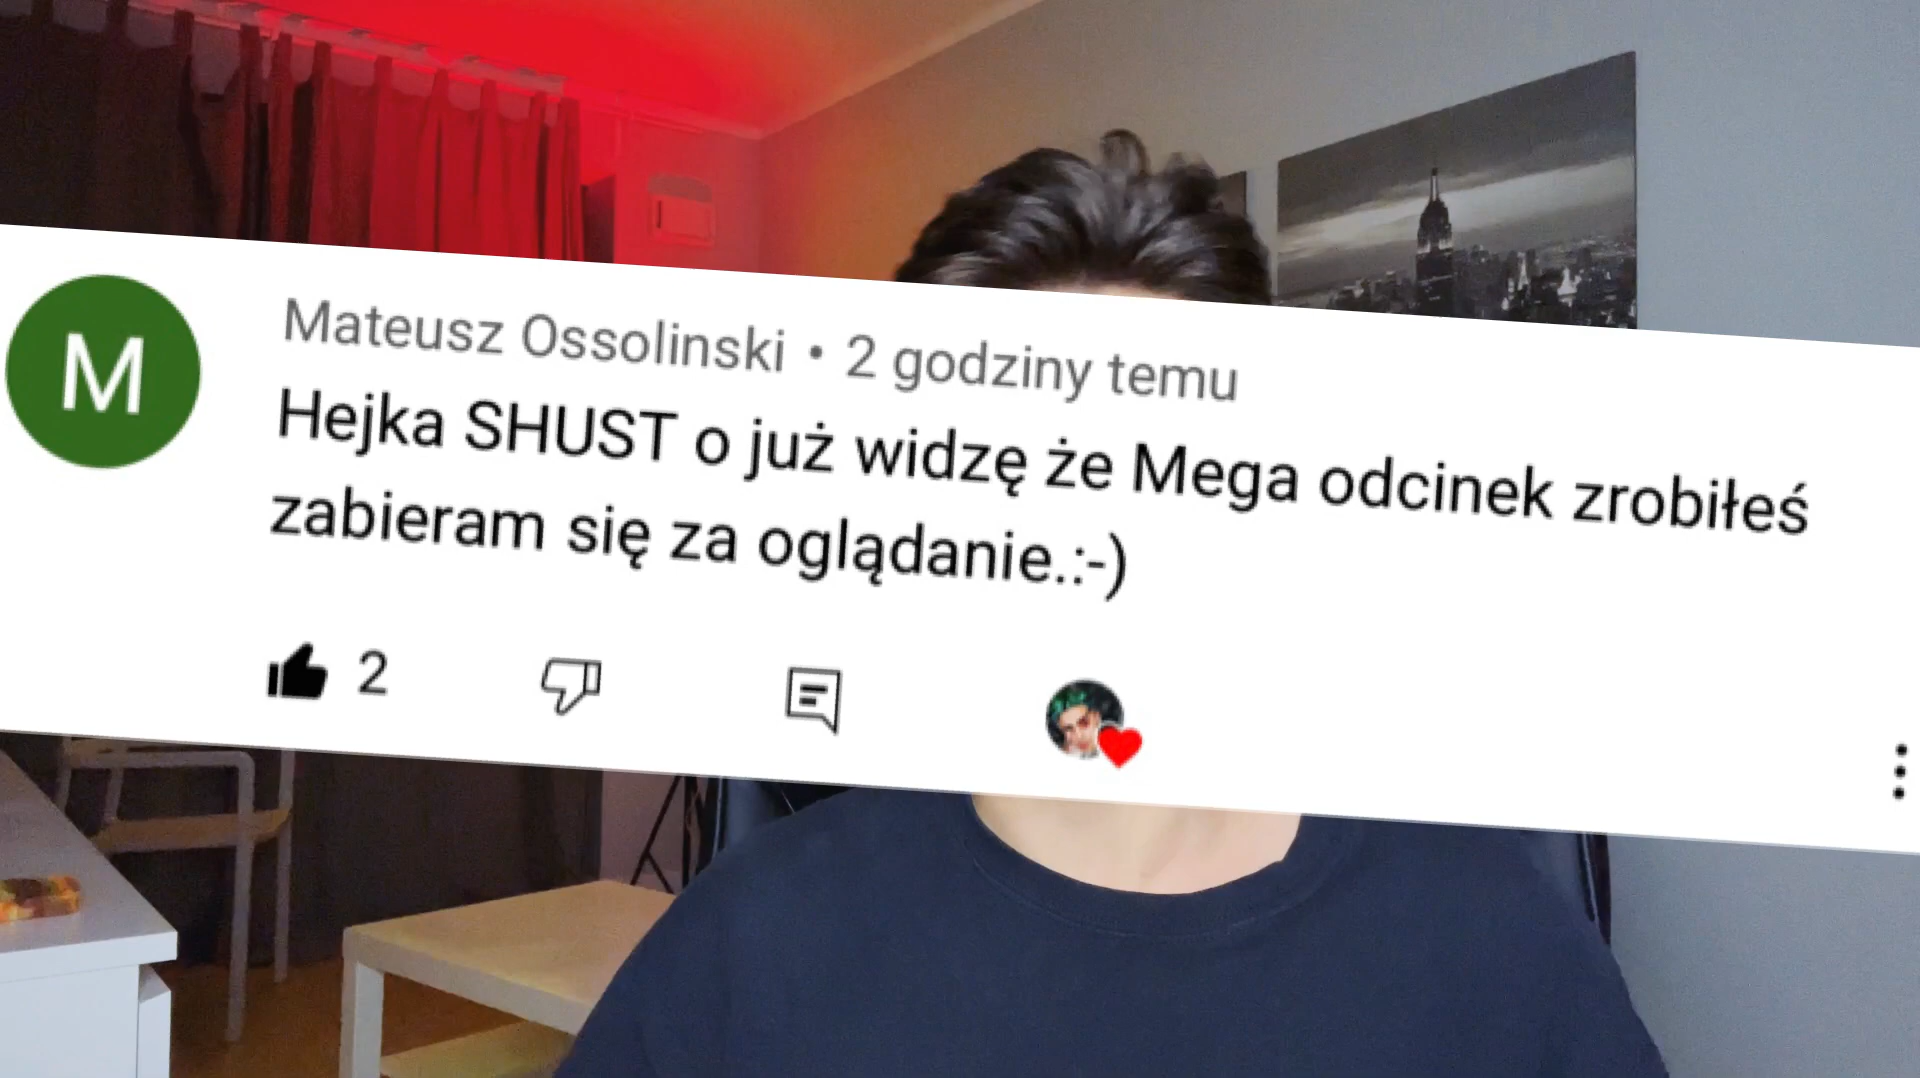 M
Mateusz Ossolinski • 2 godziny temu
Hejka SHUST o już widzę że Mega odcinek zrobiłeś
zabieram się za oglądanie.:-)
2